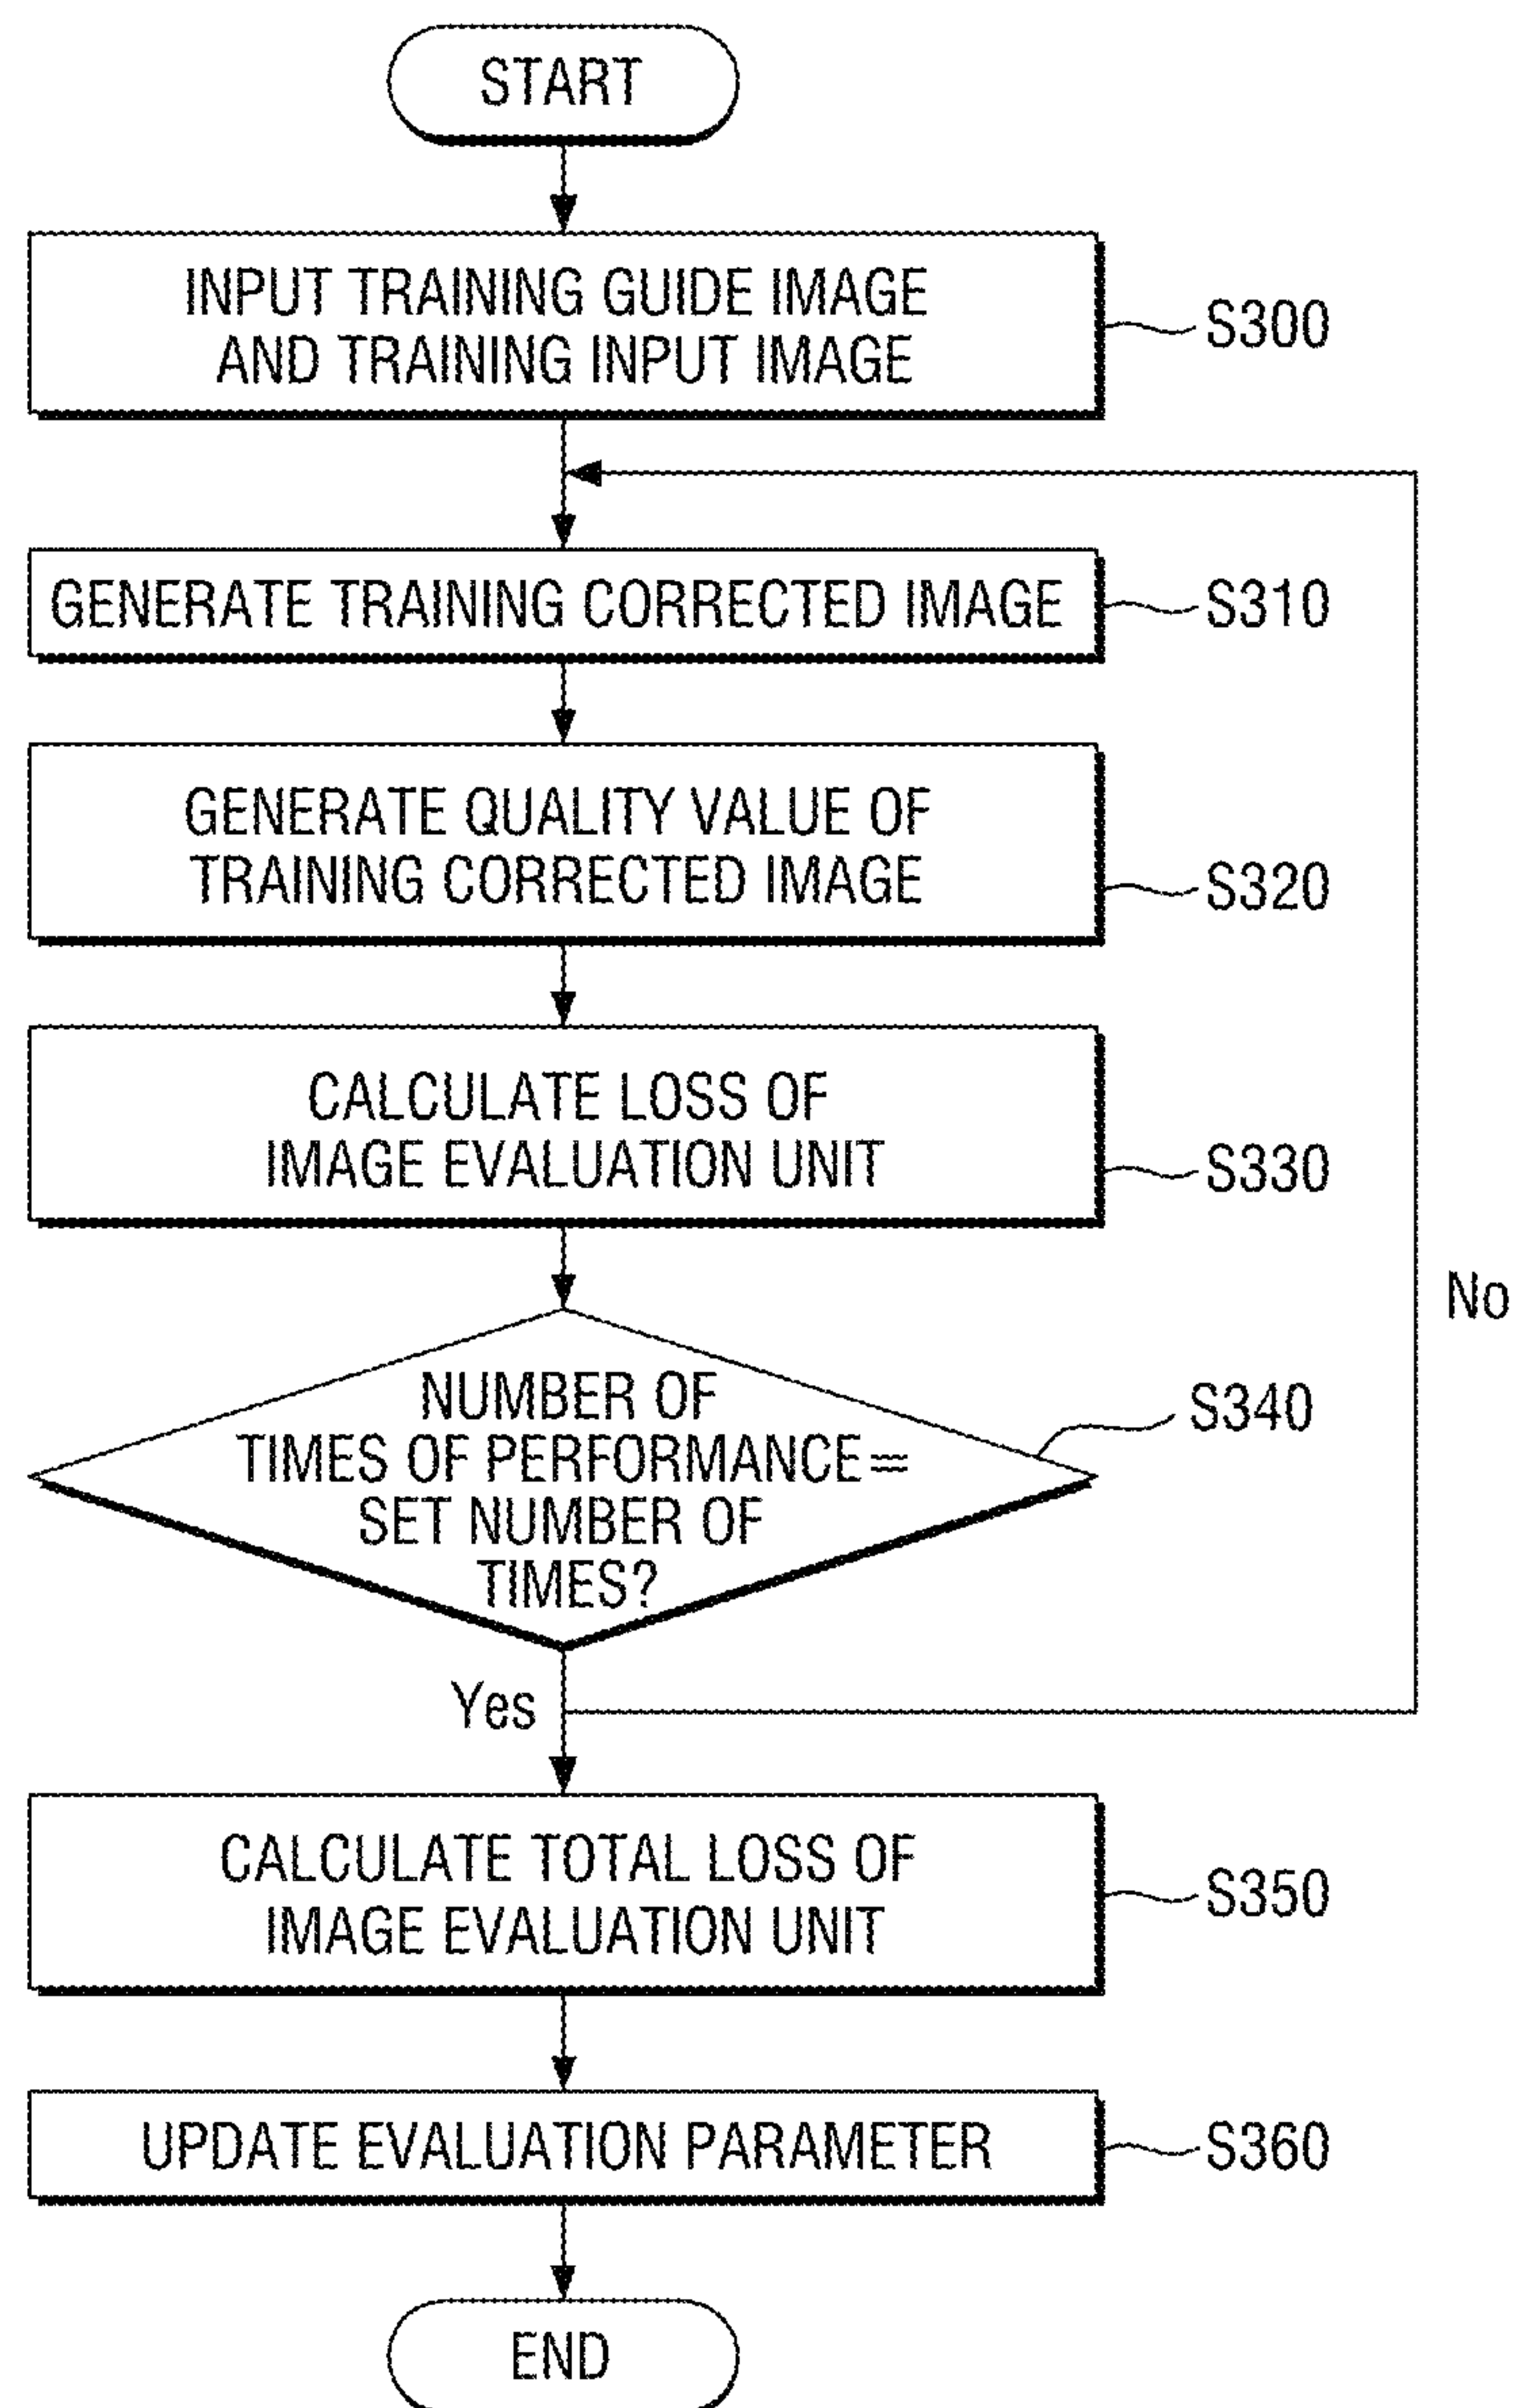 START
INPUT TRAINING GUIDE IMAGE
AND TRAINING INPUT IMAGE
S300
GENERATE TRAINING CORRECTED IMAGE
S310
GENERATE QUALITY VALUE OF
TRAINING CORRECTED IMAGE
S320
CALCULATE LOSS OF
IMAGE EVALUATION UNIT
S330
No
NUMBER OF
TIMES OF PERFORMANCE=
SET NUMBER OF
TIMES?
S340
Yes
CALCULATE TOTAL LOSS OF
IMAGE EVALUATION UNIT
S350
UPDATE EVALUATION PARAMETER
S360
END